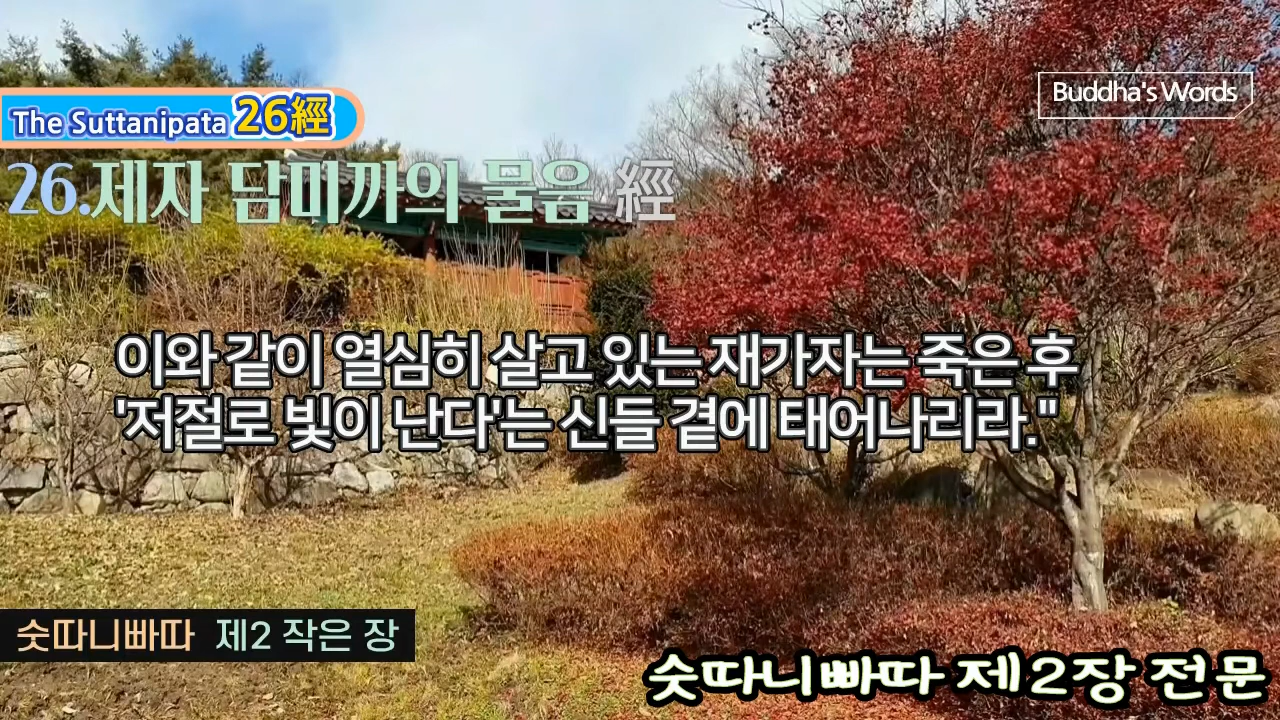 Buddha's Words
The Suttanipata 26經
26.제자 담미까의 물음 經
이와 같이 열심히 살고 있는 재가자는 죽은 후
'저절로 빛이 난다'는 신들 곁에 태어나리라."
숫따니빠따 제2 작은 장
숫따니빠따 제2장 전문